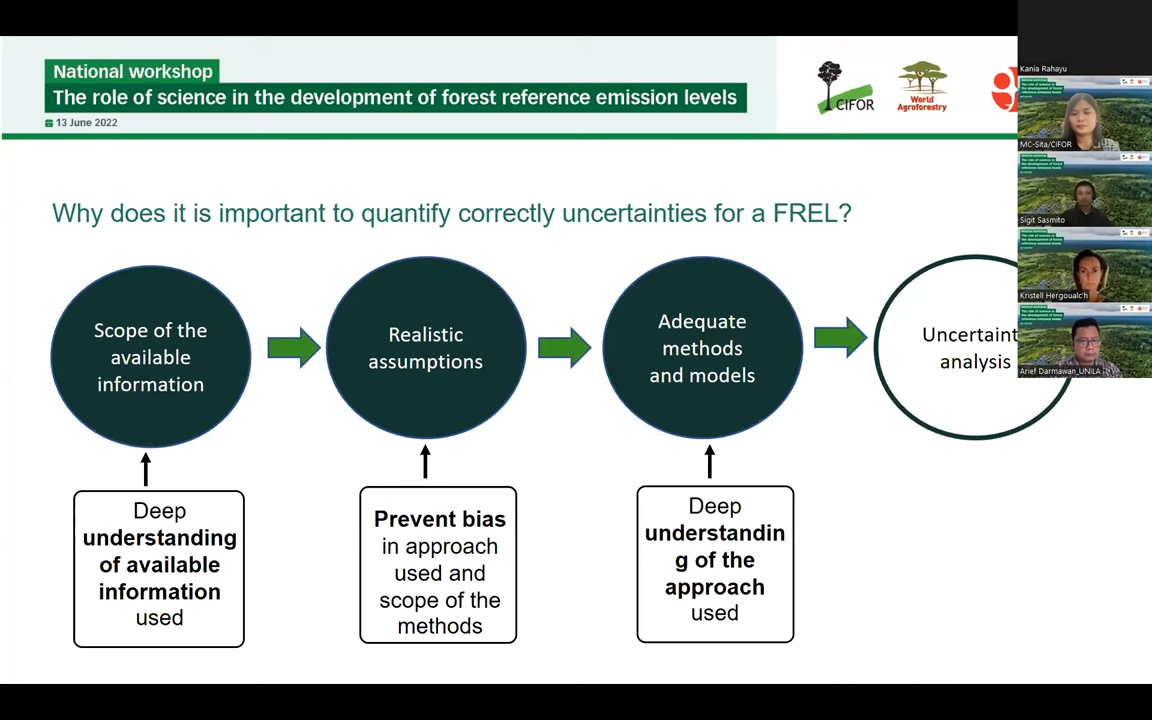 National workshop
The role of science in the development of forest reference emission levels
13 June 2022
CIFOR
World
Agroforestry
Kania Rahayu
MC-Sita/CIFOR
Sigit Sasmito
Kristell Hergoualc'h
Arief Darmawan_UNILA
Why does it is important to quantify correctly uncertainties for a FREL?
Scope of the
available
information
Realistic
assumptions
Adequate
methods
and models
Uncertaint
analysis
Deep
understanding
of available
information
used
Prevent bias
in approach
used and
scope of the
methods
Deep
understandin
g of the
approach
used